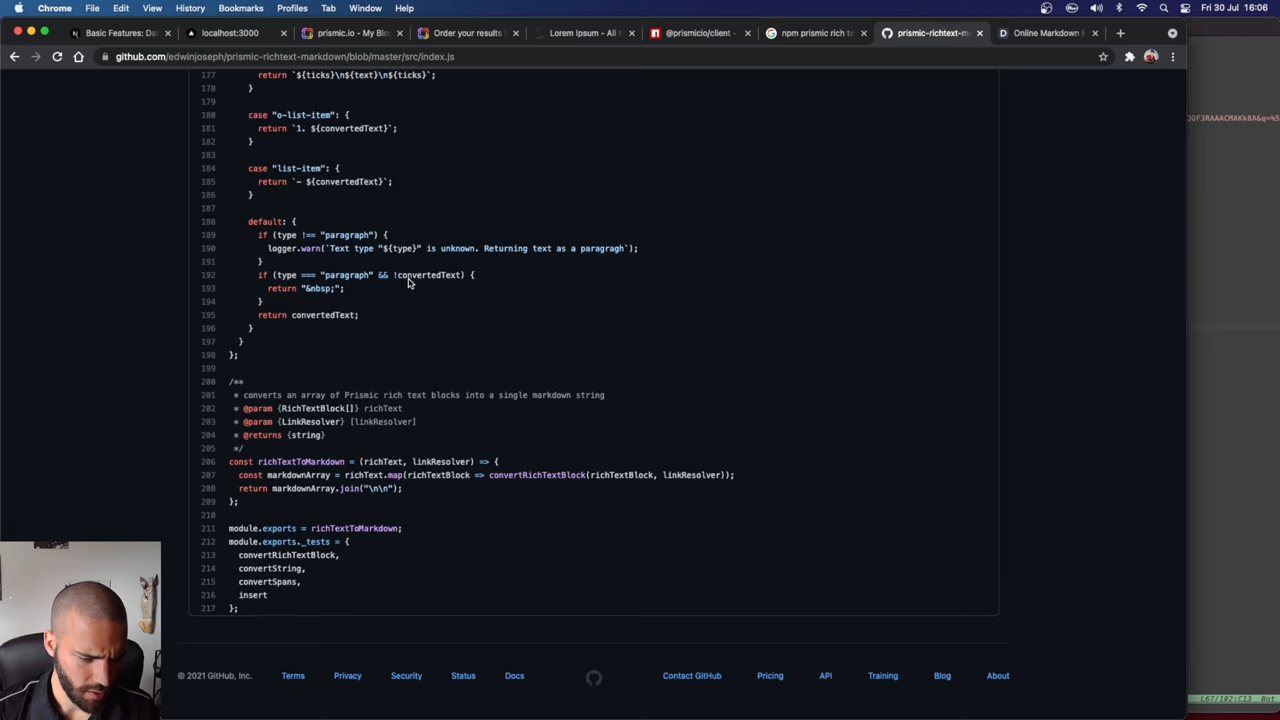 Chrome File Edit View History Bookmarks Profiles Tab Window Help Fri 30 Jul 16:06
Basic Features: Da localhost:3000 prismic.io - My Blo Order your results Lorem Ipsum - All t @prismicio/client - npm prismic rich te prismic-richtext-m Online Markdown E
github.com/edwinjoseph/prismic-richtext-markdown/blob/master/src/index.js
177 return `${ticks}\n${text}\n${ticks}`;
178 }
179
180 case "o-list-item": {
181 return `1. ${convertedText}`;
182 }
183
184 case "list-item": {
185 return `- ${convertedText}`;
186 }
187
188 default: {
189 if (type !== "paragraph") {
190 logger.warn(`Text type "${type}" is unknown. Returning text as a paragragh`);
191 }
192 if (type === "paragraph" && !convertedText) {
193 return "&nbsp;";
194 }
195 return convertedText;
196 }
197 }
198 };
199
200 /**
201 * converts an array of Prismic rich text blocks into a single markdown string
202 * @param {RichTextBlock[]} richText
203 * @param {LinkResolver} [linkResolver]
204 * @returns {string}
205 */
206 const richTextToMarkdown = (richText, linkResolver) => {
207 const markdownArray = richText.map(richTextBlock => convertRichTextBlock(richTextBlock, linkResolver));
208 return markdownArray.join("\n\n");
209 };
210
211 module.exports = richTextToMarkdown;
212 module.exports._tests = {
213 convertRichTextBlock,
214 convertString,
215 convertSpans,
216 insert
217 };
© 2021 GitHub, Inc. Terms Privacy Security Status Docs Contact GitHub Pricing API Training Blog About
L67/102:C13 Bot